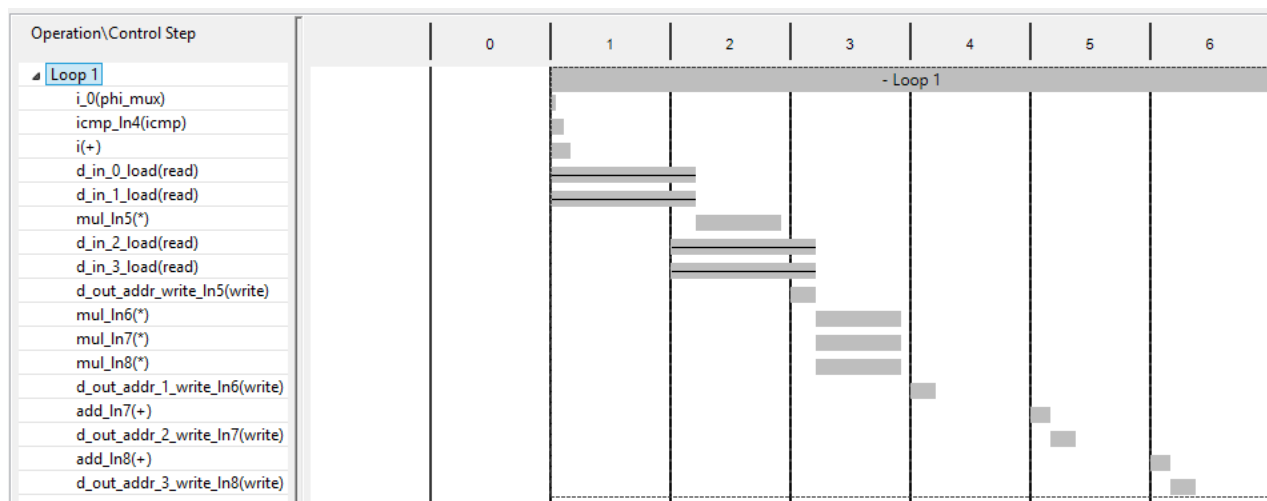 Operation\Control Step 0 1 2 3 4 5 6
Loop 1 - Loop 1
i_0(phi_mux)
icmp_ln4(icmp)
i(+)
d_in_0_load(read)
d_in_1_load(read)
mul_ln5(*)
d_in_2_load(read)
d_in_3_load(read)
d_out_addr_write_ln5(write)
mul_ln6(*)
mul_ln7(*)
mul_ln8(*)
d_out_addr_1_write_ln6(write)
add_ln7(+)
d_out_addr_2_write_ln7(write)
add_ln8(+)
d_out_addr_3_write_ln8(write)